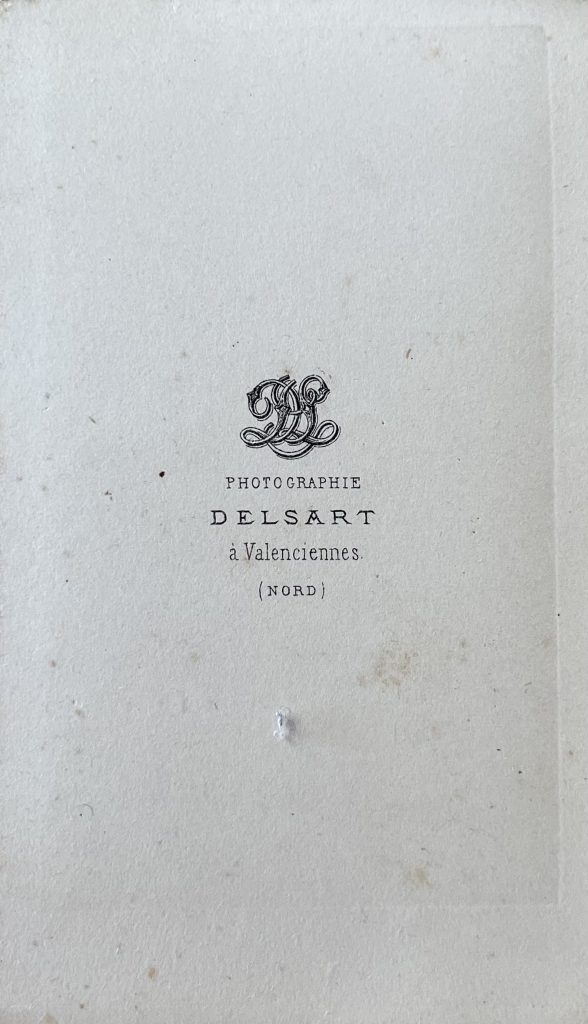 PHOTOGRAPHIE
DELSART
à Valenciennes.
(NORD)